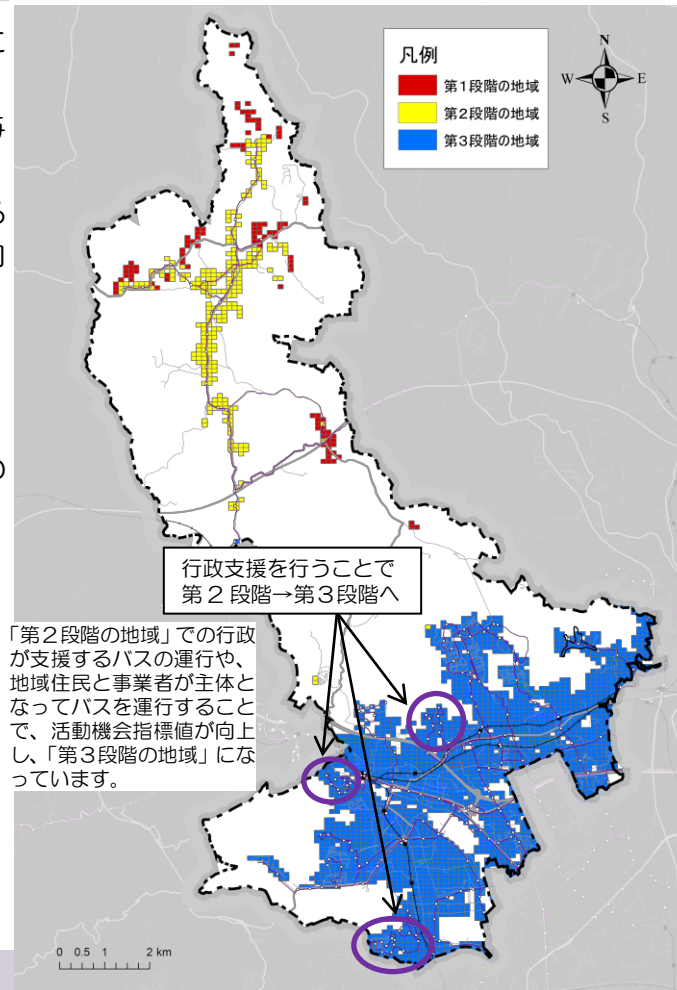 に
毎
る
同
の
凡例
第1段階の地域
第2段階の地域
第3段階の地域
N
W
E
S
行政支援を行うことで
第2段階→第3段階へ
「第2段階の地域」での行政
が支援するバスの運行や、
地域住民と事業者が主体と
なってバスを運行すること
で、活動機会指標値が向上
し、「第3段階の地域」にな
っています。
0 0.5 1 2 km